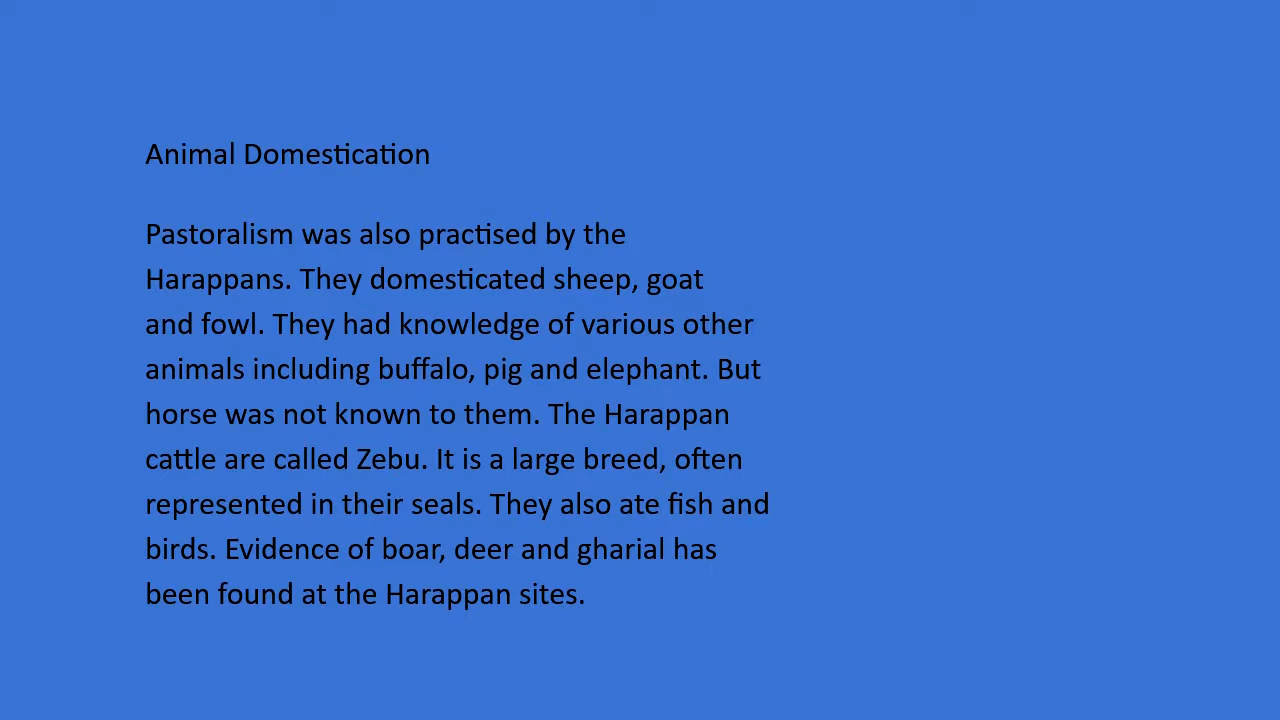 Animal Domestication
Pastoralism was also practised by the
Harappans. They domesticated sheep, goat
and fowl. They had knowledge of various other
animals including buffalo, pig and elephant. But
horse was not known to them. The Harappan
cattle are called Zebu. It is a large breed, often
represented in their seals. They also ate fish and
birds. Evidence of boar, deer and gharial has
been found at the Harappan sites.